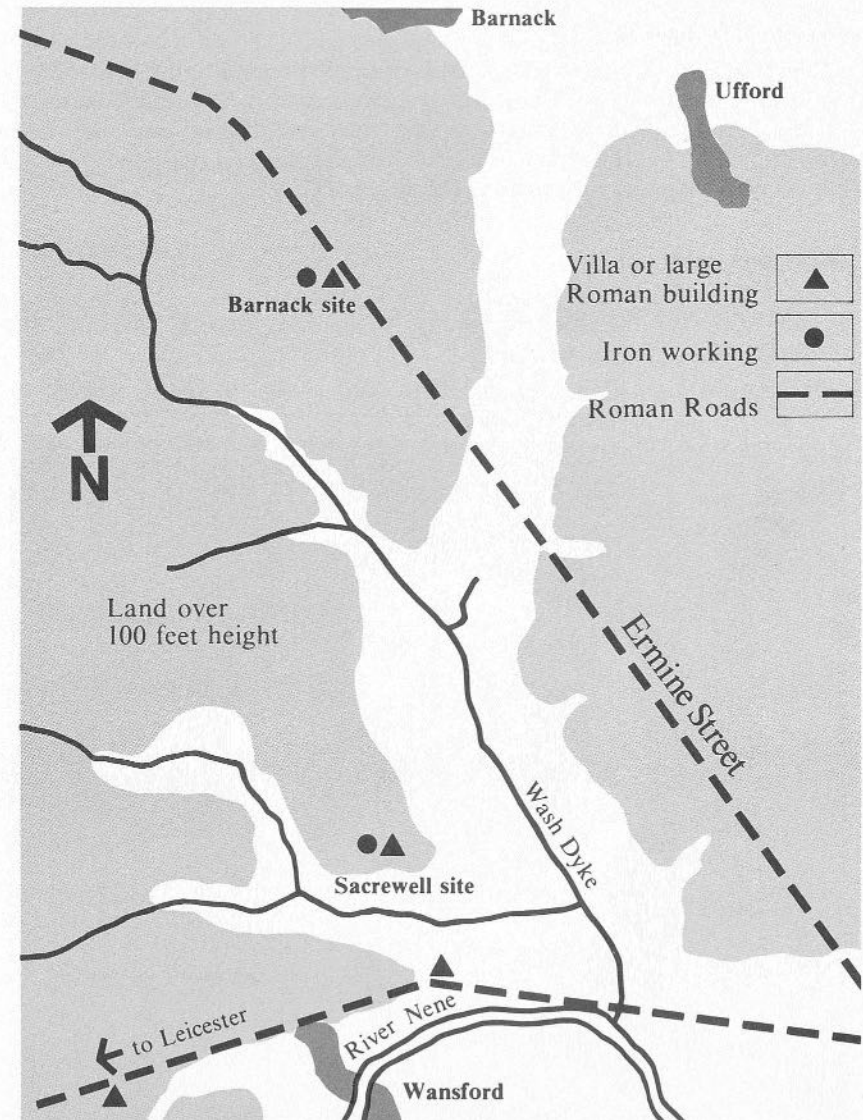 Barnack
Ufford
Villa or large
Roman building
Barnack site
Iron working
Roman Roads
N
Land over
100 feet height
Ermine Street
Wash Dyke
Sacrewell site
to Leicester
River Nene
Wansford